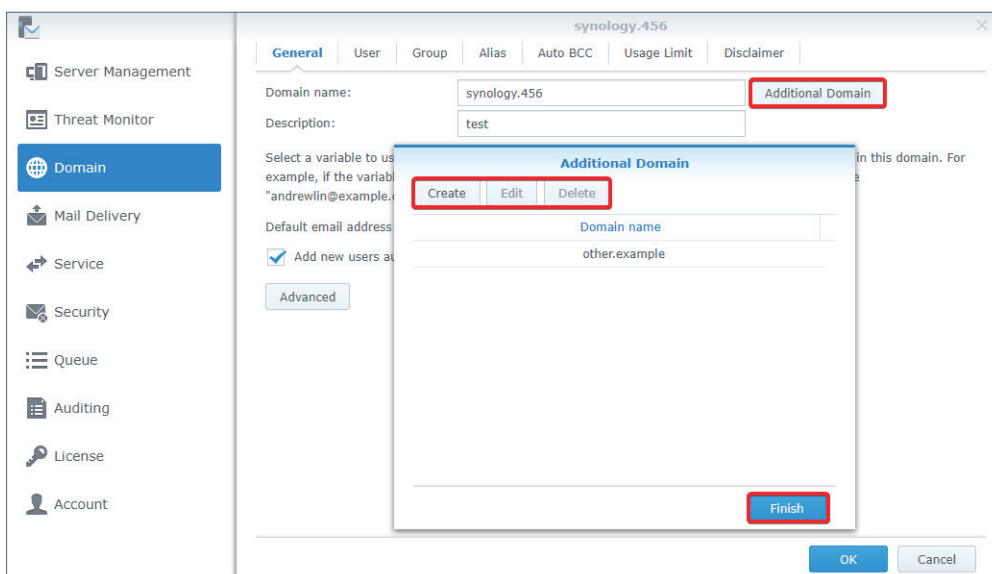 synology.456
Server Management
Threat Monitor
Domain
Mail Delivery
Service
Security
Queue
Auditing
License
Account
General User Group Alias Auto BCC Usage Limit Disclaimer
Domain name: synology.456 Additional Domain
Description: test
Select a variable to us in this domain. For
example, if the variabl e
"andrewlin@example.
Default email address
Add new users au
Advanced
Additional Domain
Create Edit Delete
Domain name
other.example
Finish
OK Cancel